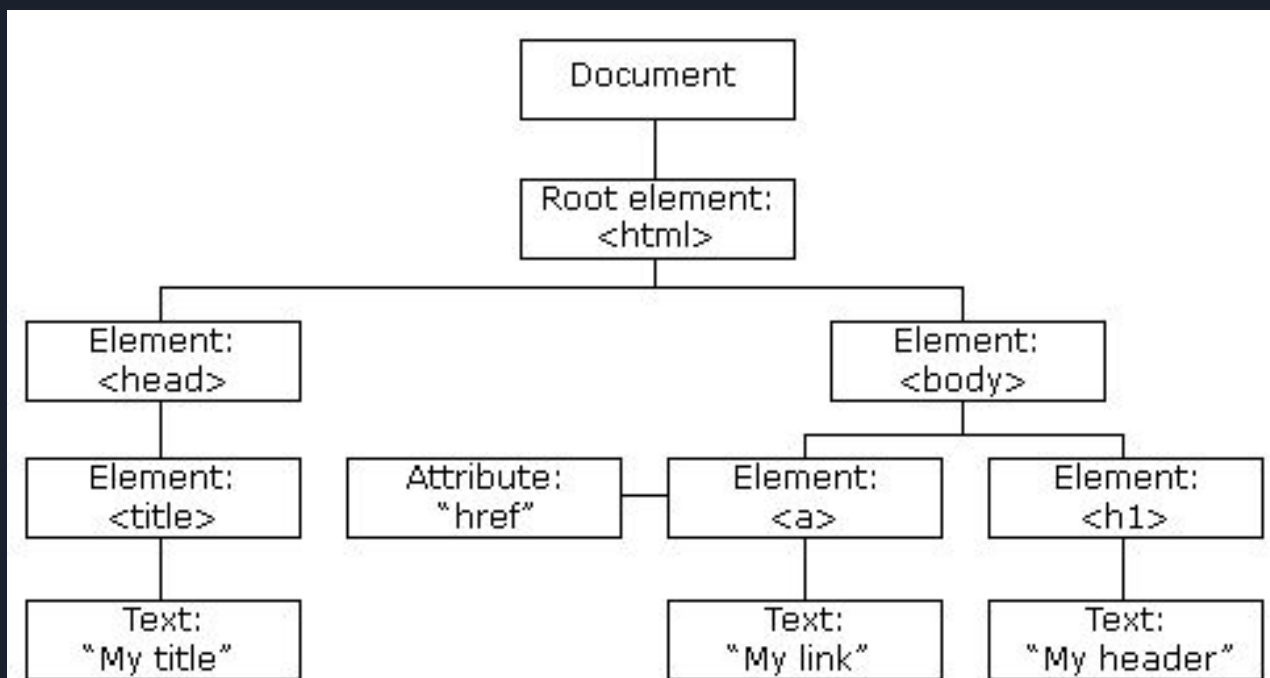 Document
Root element:
<html>
Element:
<head>
Element:
<body>
Element:
<title>
Attribute:
“href”
Element:
<a>
Element:
<h1>
Text:
“My title”
Text:
“My link”
Text:
“My header”